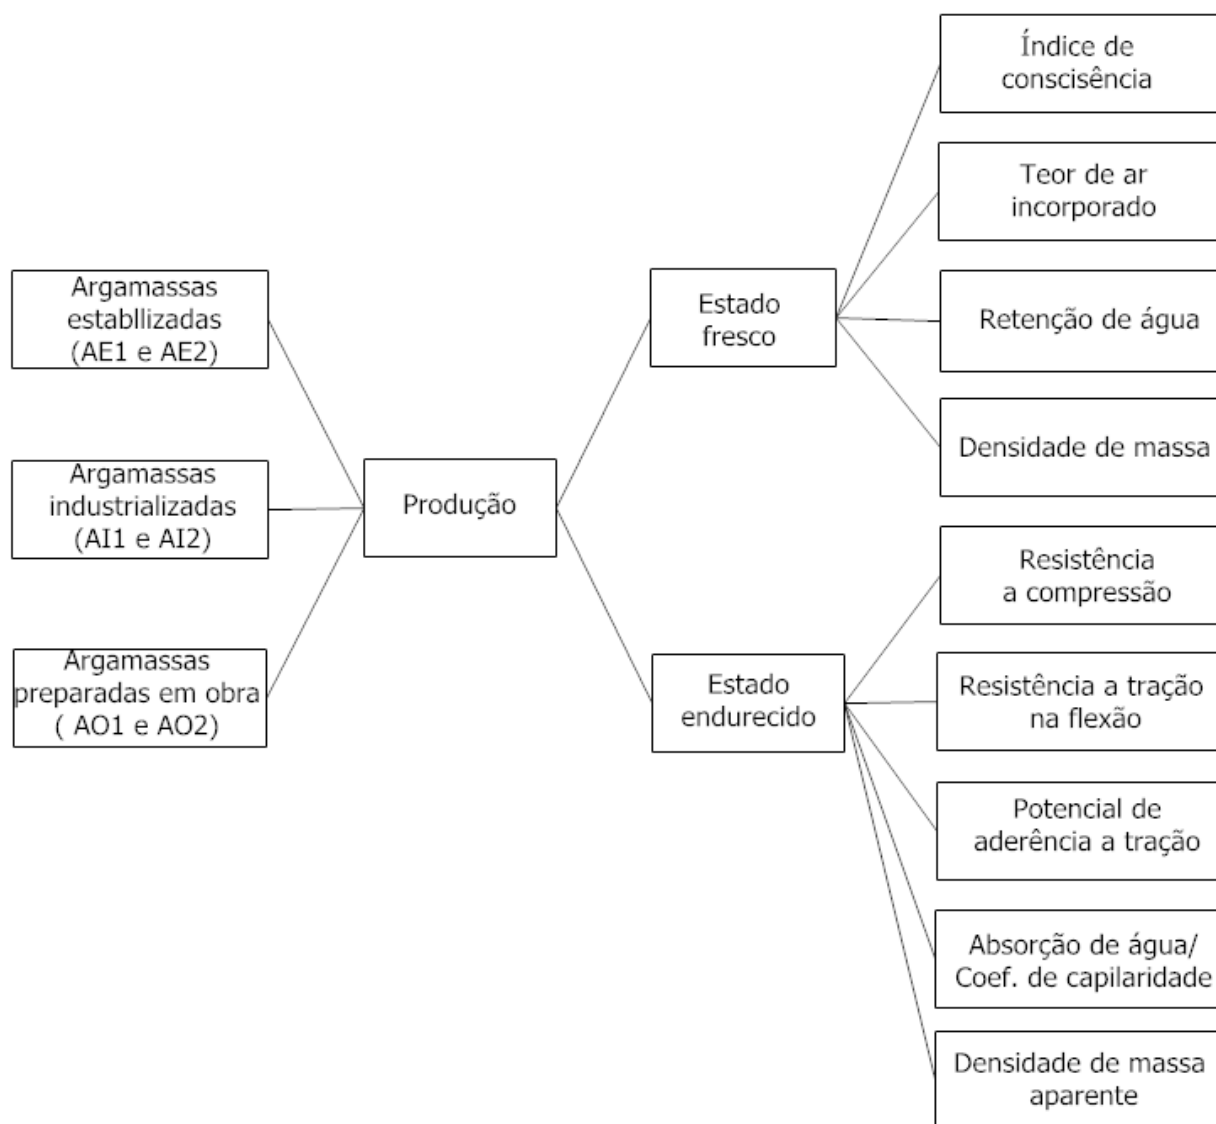 Argamassas
establlizadas
(AE1 e AE2)
Argamassas
industrializadas
(AI1 e AI2)
Argamassas
preparadas em obra
( AO1 e AO2)
Produção
Estado
fresco
Estado
endurecido
Índice de
conscisência
Teor de ar
incorporado
Retenção de água
Densidade de massa
Resistência
a compressão
Resistência a tração
na flexão
Potencial de
aderência a tração
Absorção de água/
Coef. de capilaridade
Densidade de massa
aparente